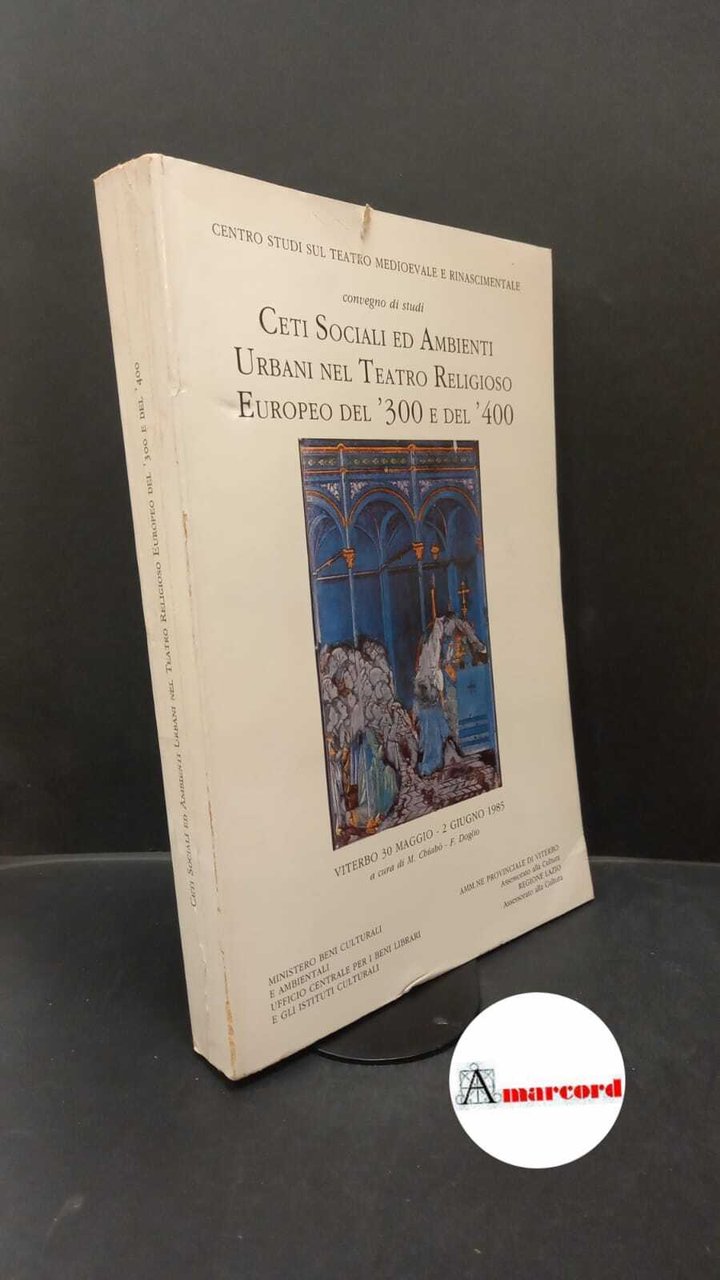 CENTRO STUDI SUL TEATRO MEDIOEVALE E RINASCIMENTALE
convegno di studi
CETI SOCIALI ED AMBIENTI
URBANI NEL TEATRO RELIGIOSO
EUROPEO DEL '300 E DEL '400
VITERBO 30 MAGGIO - 2 GIUGNO 1985
a cura di M. Chiabò - F. Doglio
MINISTERO BENI CULTURALI
E AMBIENTALI
UFFICIO CENTRALE PER I BENI LIBRARI
E GLI ISTITUTI CULTURALI
AMM.NE PROVINCIALE DI VITERBO
Assessorato alla Cultura
REGIONE LAZIO
Assessorato alla Cultura
CETI SOCIALI ED AMBIENTI URBANI NEL TEATRO RELIGIOSO EUROPEO DEL '300 E DEL '400
Amarcord